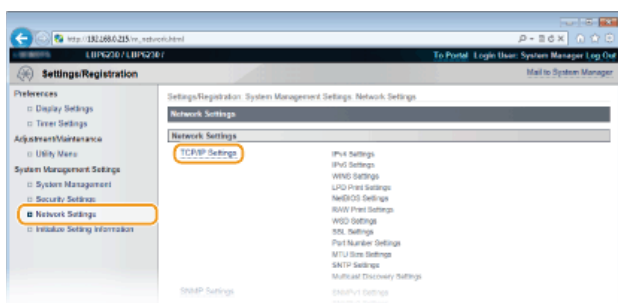 http://192.168.0.215/m_network.html
LBP6230 / LBP6230 /
To Portal Login User: System Manager Log Out
Settings/Registration
Mail to System Manager
Preferences
Display Settings
Timer Settings
Adjustment/Maintenance
Utility Menu
System Management Settings
System Management
Security Settings
Network Settings
Initialize Setting Information
Settings/Registration: System Management Settings: Network Settings
Network Settings
Network Settings
TCP/IP Settings
IPv4 Settings
IPv6 Settings
WINS Settings
LPD Print Settings
NetBIOS Settings
RAW Print Settings
WSD Settings
SSL Settings
Port Number Settings
MTU Size Settings
SNTP Settings
Multicast Discovery Settings
SNMP Settings
SNMPv1 Settings